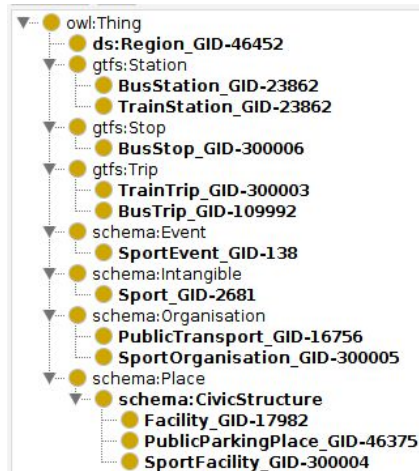 owl:Thing
ds:Region_GID-46452
gtfs:Station
BusStation_GID-23862
TrainStation_GID-23862
gtfs:Stop
BusStop_GID-300006
gtfs:Trip
TrainTrip_GID-300003
BusTrip_GID-109992
schema:Event
SportEvent_GID-138
schema:Intangible
Sport_GID-2681
schema:Organisation
PublicTransport_GID-16756
SportOrganisation_GID-300005
schema:Place
schema:CivicStructure
Facility_GID-17982
PublicParkingPlace_GID-46375
SportFacility_GID-300004